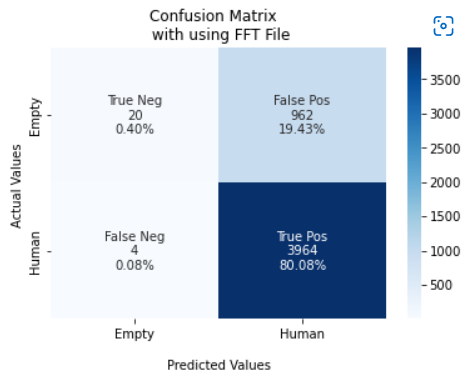 Confusion Matrix
with using FFT File
True Neg
20
0.40%
False Pos
962
19.43%
False Neg
4
0.08%
True Pos
3964
80.08%
Actual Values
Empty
Human
Empty
Human
Predicted Values
3500
3000
2500
2000
1500
1000
500